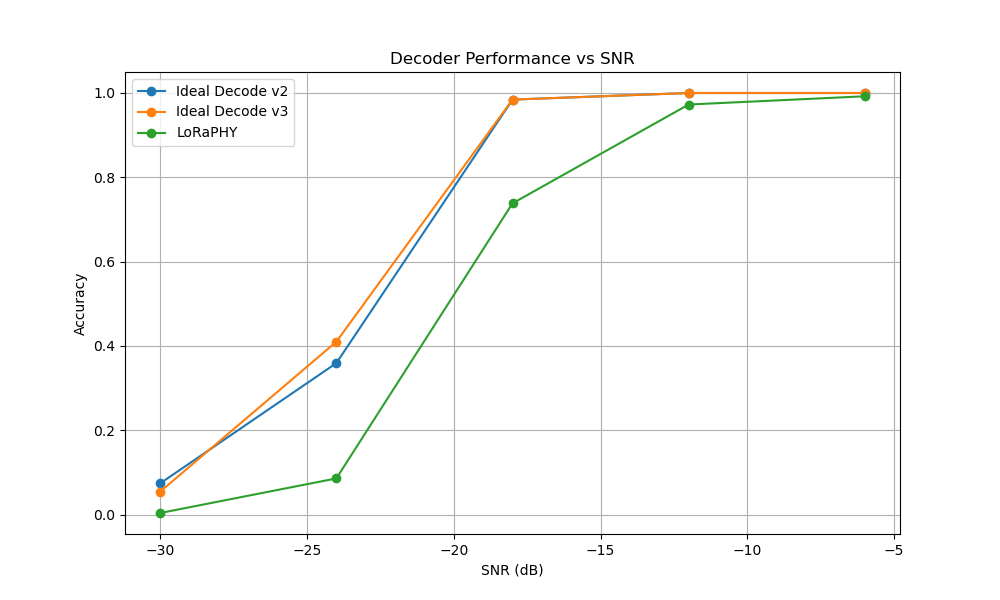 Decoder Performance vs SNR
Ideal Decode v2
Ideal Decode v3
LoRaPHY
1.0
0.8
0.6
0.4
0.2
0.0
Accuracy
−30
−25
−20
−15
−10
−5
SNR (dB)